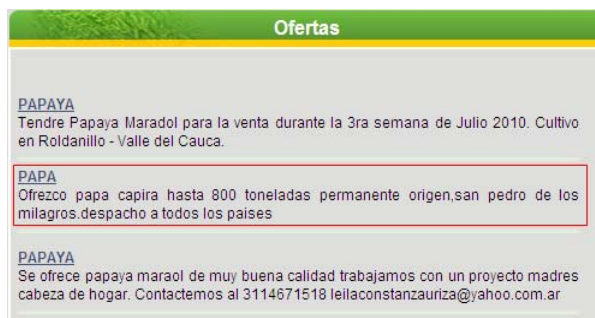 Ofertas
PAPAYA
Tendre Papaya Maradol para la venta durante la 3ra semana de Julio 2010. Cultivo
en Roldanillo - Valle del Cauca.
PAPA
Ofrezco papa capira hasta 800 toneladas permanente origen,san pedro de los
milagros.despacho a todos los paises
PAPAYA
Se ofrece papaya maraol de muy buena calidad trabajamos con un proyecto madres
cabeza de hogar. Contactemos al 3114671518 leilaconstanzauriza@yahoo.com.ar